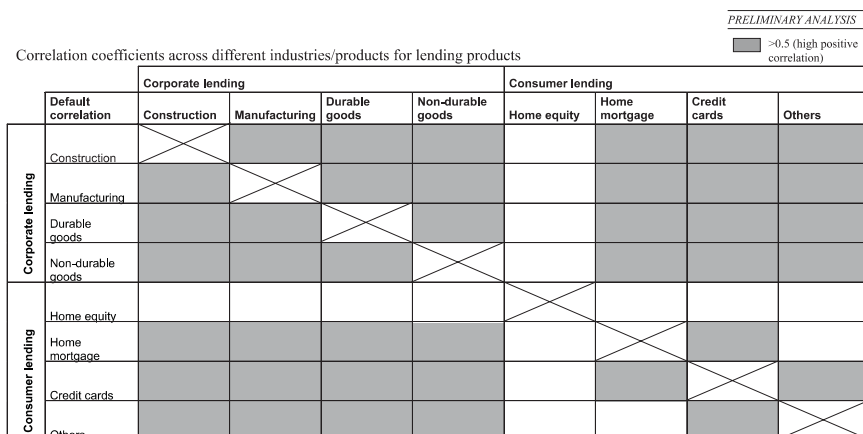 PRELIMINARY ANALYSIS
>0.5 (high positive
correlation)
Correlation coefficients across different industries/products for lending products
Corporate lending
Consumer lending
Default
correlation
Construction
Manufacturing
Durable
goods
Non-durable
goods
Home equity
Home
mortgage
Credit
cards
Others
Corporate lending
Construction
Manufacturing
Durable
goods
Non-durable
goods
Consumer lending
Home equity
Home
mortgage
Credit cards
Others